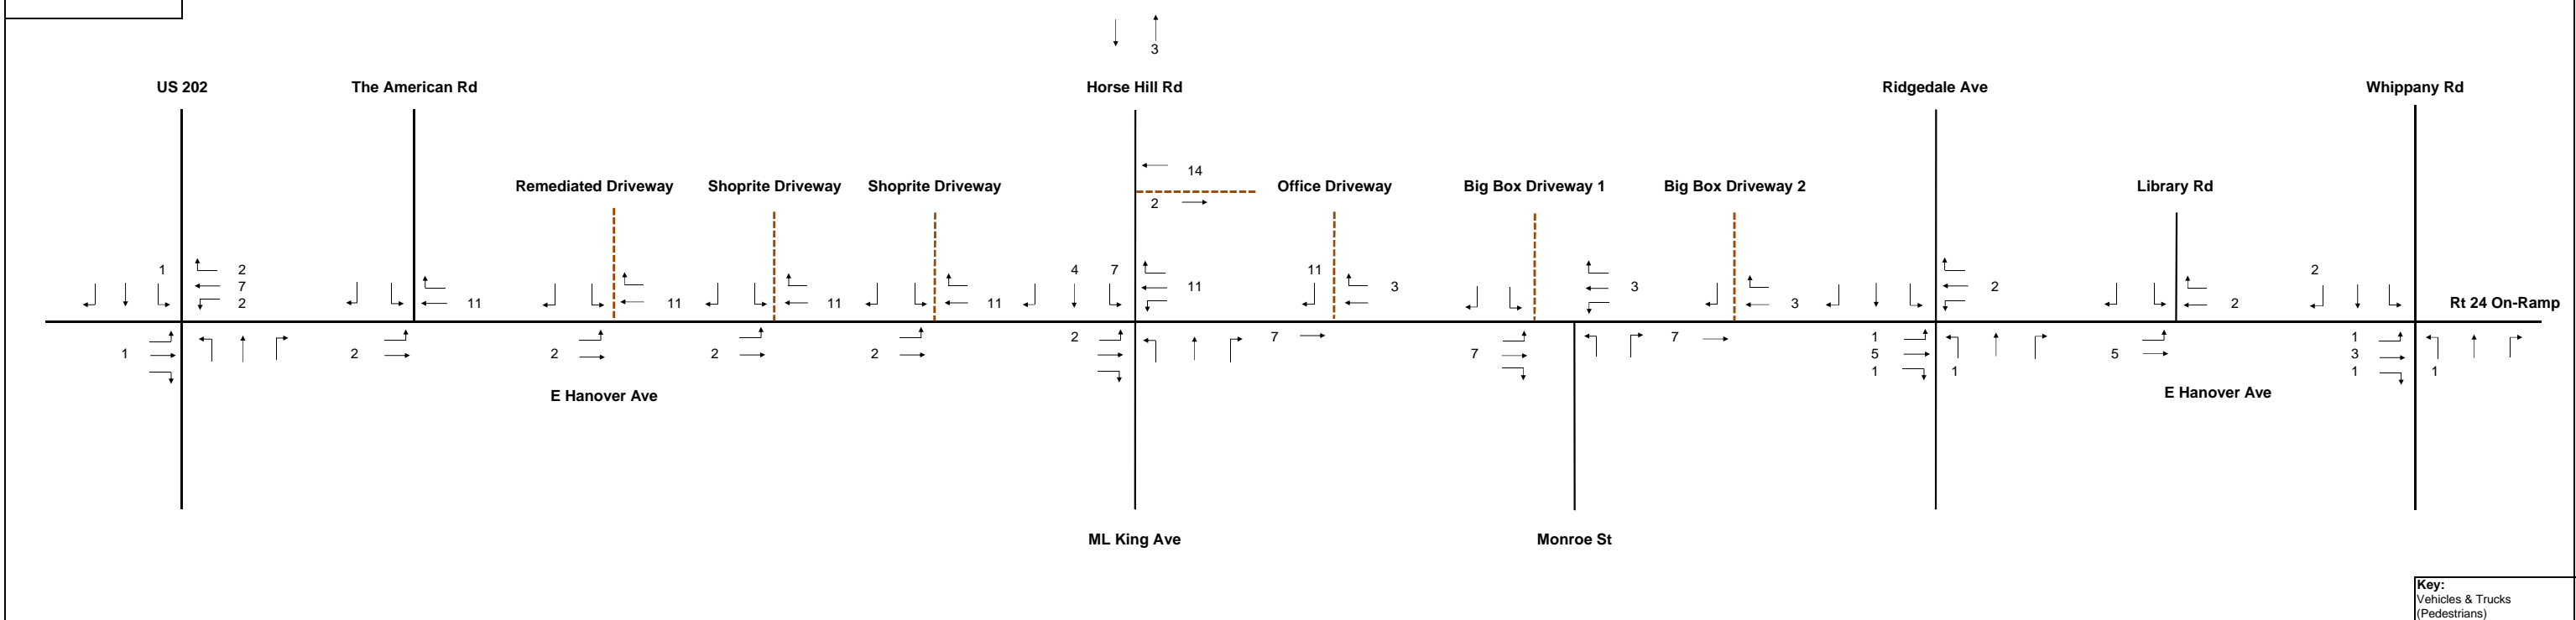 3
US 202
The American Rd
Horse Hill Rd
Ridgedale Ave
Whippany Rd
14
Remediated Driveway
Shoprite Driveway
Shoprite Driveway
Office Driveway
Big Box Driveway 1
Big Box Driveway 2
Library Rd
2
1 2 4 7 11 2
7 11 3 3 2
2 11 11 11 11 3 2 Rt 24 On-Ramp
2 7 7 1 1
1 2 2 2 2 7 5 5 3
1 1 1 1
E Hanover Ave
E Hanover Ave
ML King Ave
Monroe St
Key:
Vehicles & Trucks
(Pedestrians)